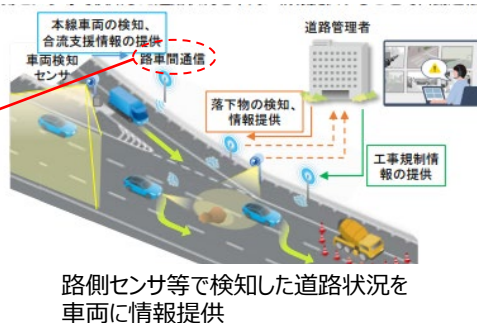 本線車両の検知、
合流支援情報の提供
路車間通信
車両検知
センサ
道路管理者
落下物の検知、
情報提供
工事規制情
報の提供
路側センサ等で検知した道路状況を
車両に情報提供